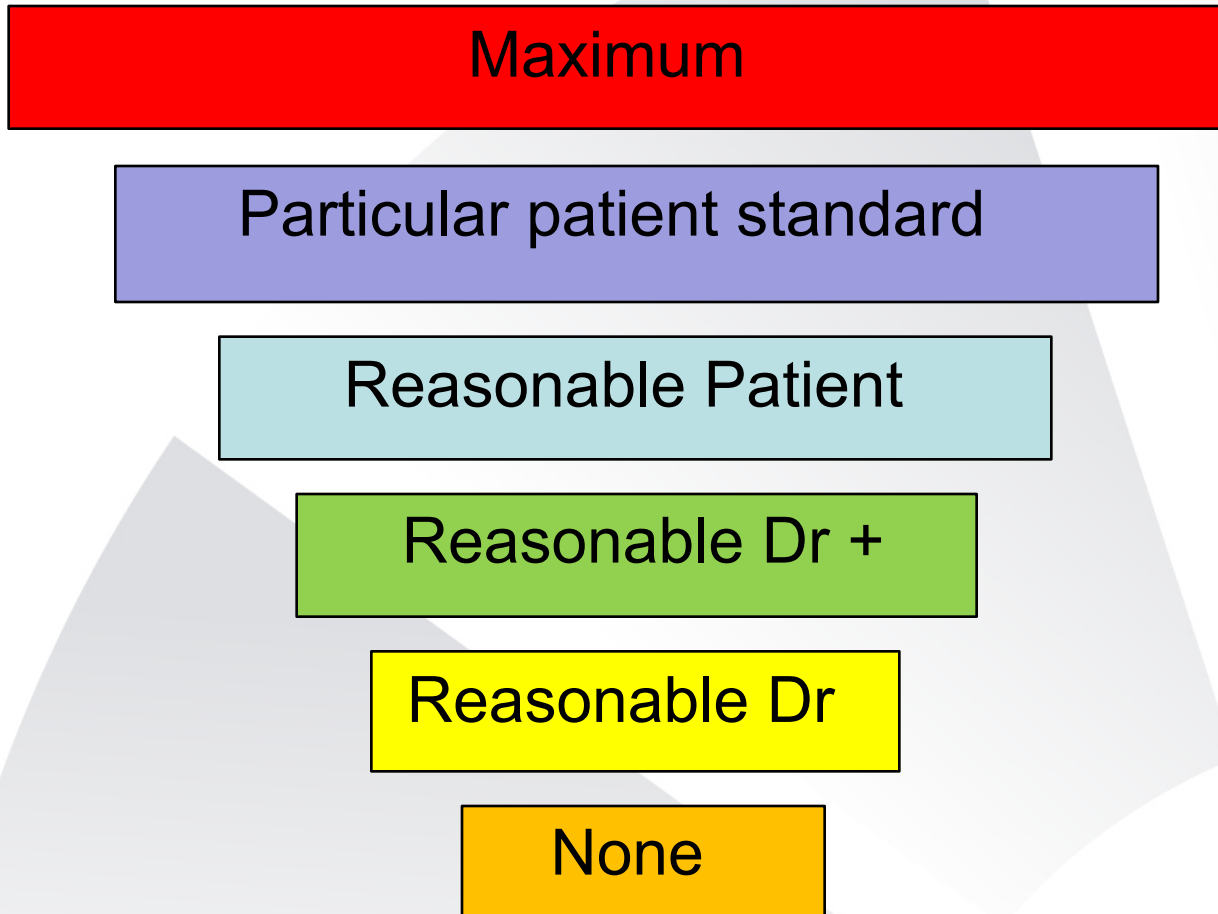 Maximum
Particular patient standard
Reasonable Patient
Reasonable Dr +
Reasonable Dr
None